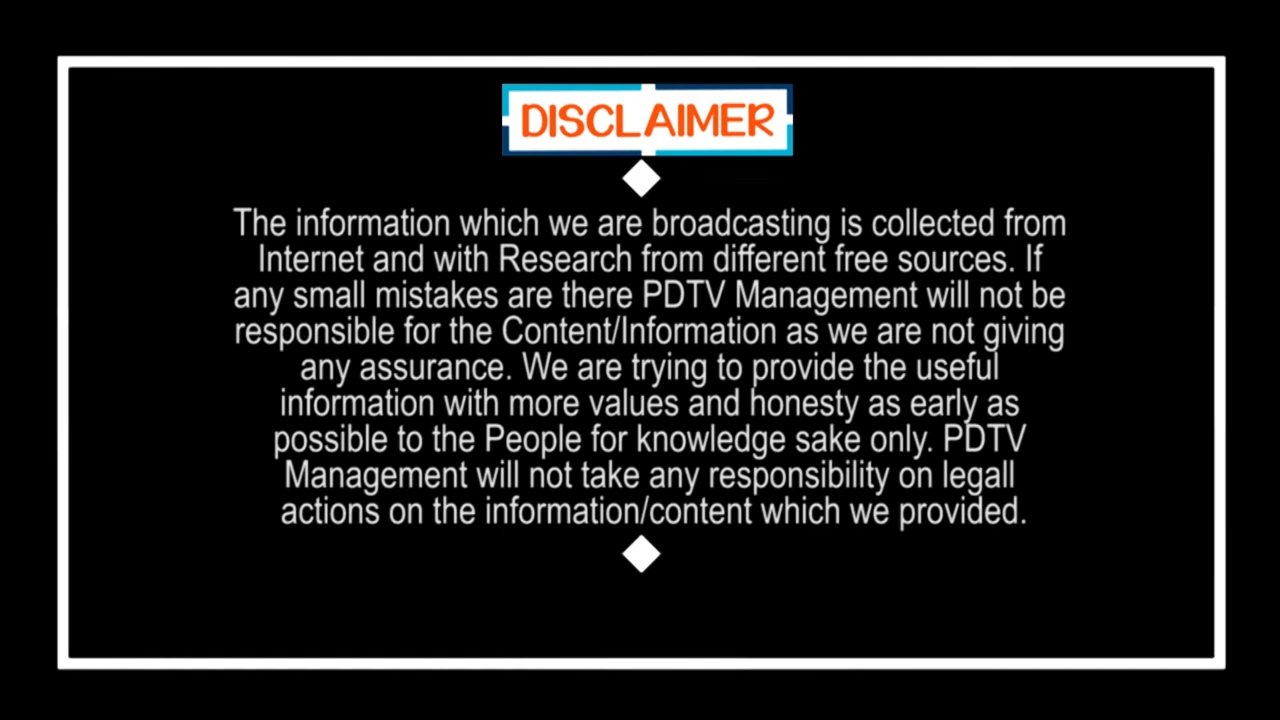 DISCLAIMER
The information which we are broadcasting is collected from
Internet and with Research from different free sources. If
any small mistakes are there PDTV Management will not be
responsible for the Content/Information as we are not giving
any assurance. We are trying to provide the useful
information with more values and honesty as early as
possible to the People for knowledge sake only. PDTV
Management will not take any responsibility on legall
actions on the information/content which we provided.